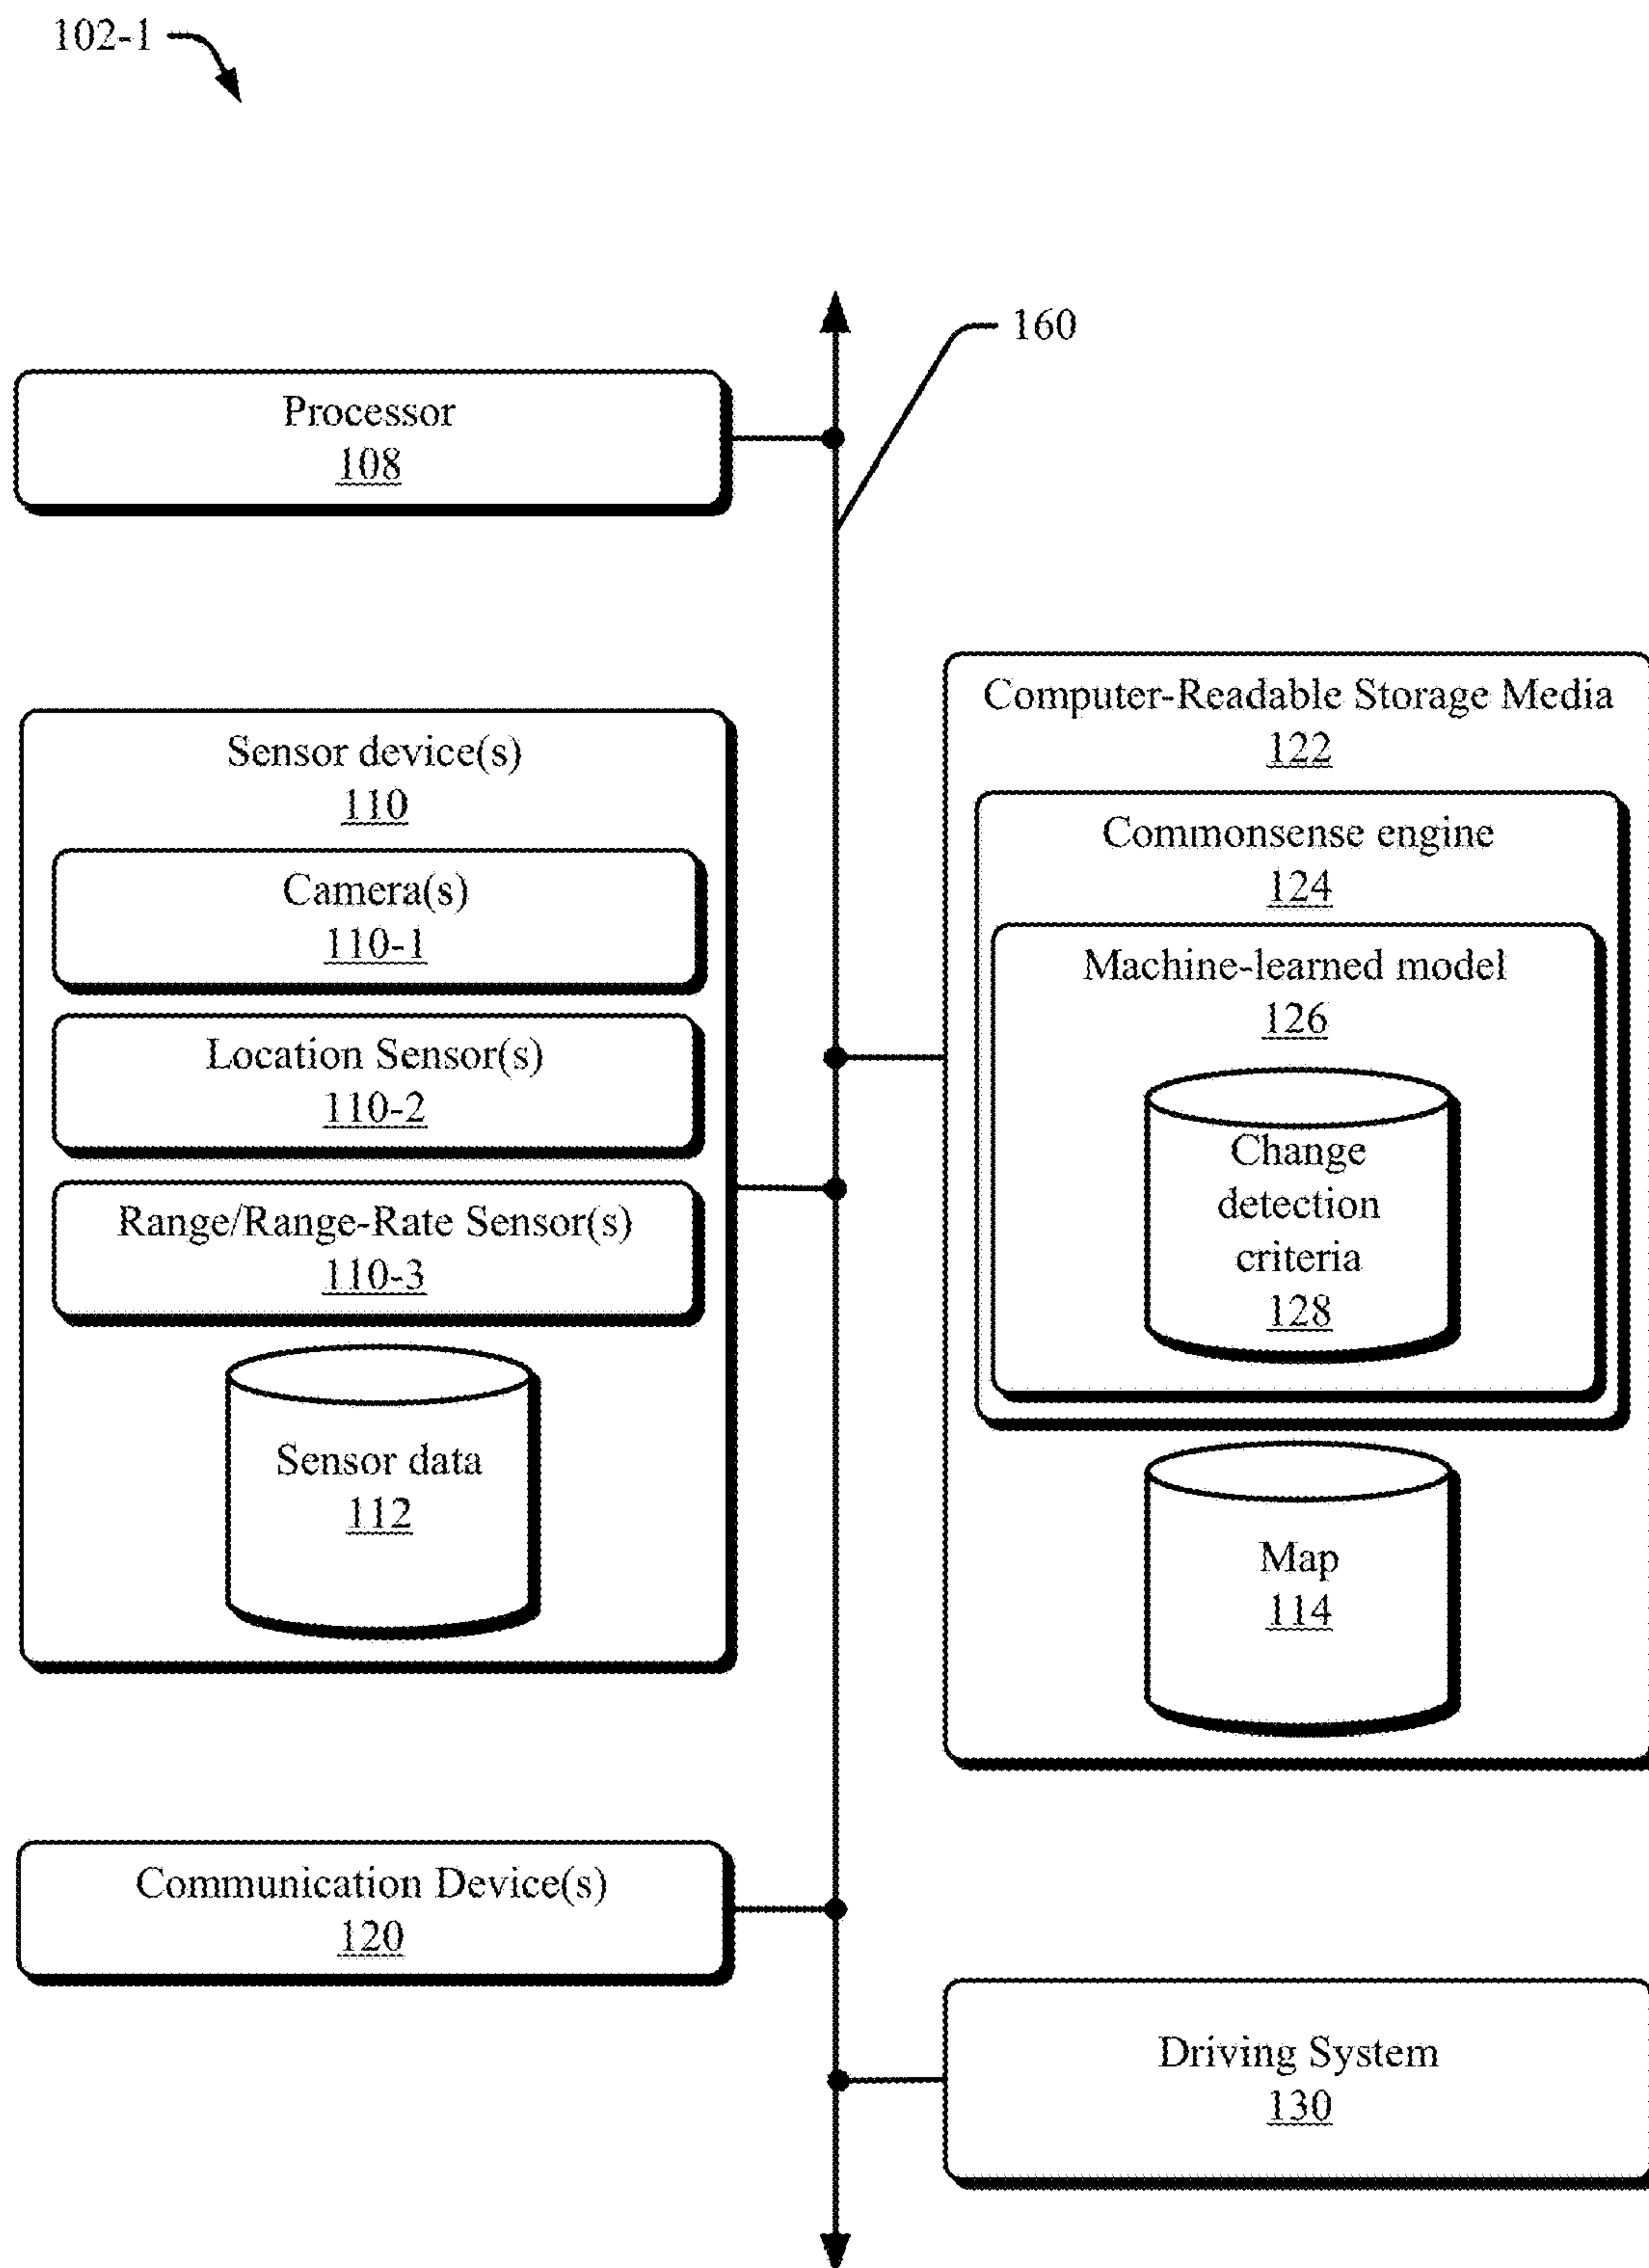 102-1
160
Processor
108
Sensor device(s)
110
Camera(s)
110-1
Location Sensor(s)
110-2
Range/Range-Rate Sensor(s)
110-3
Sensor data
112
Computer-Readable Storage Media
122
Commonsense engine
124
Machine-learned model
126
Change
detection
criteria
128
Map
114
Communication Device(s)
120
Driving System
130